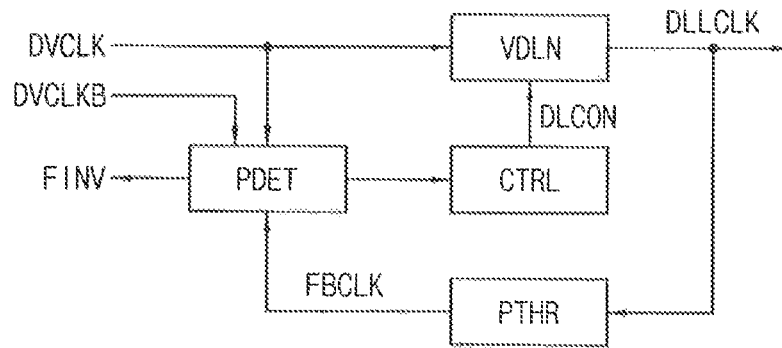 DVCLK
VDLN
DLLCLK
DVCLKB
DLCON
FINV
PDET
CTRL
FBCLK
PTHR